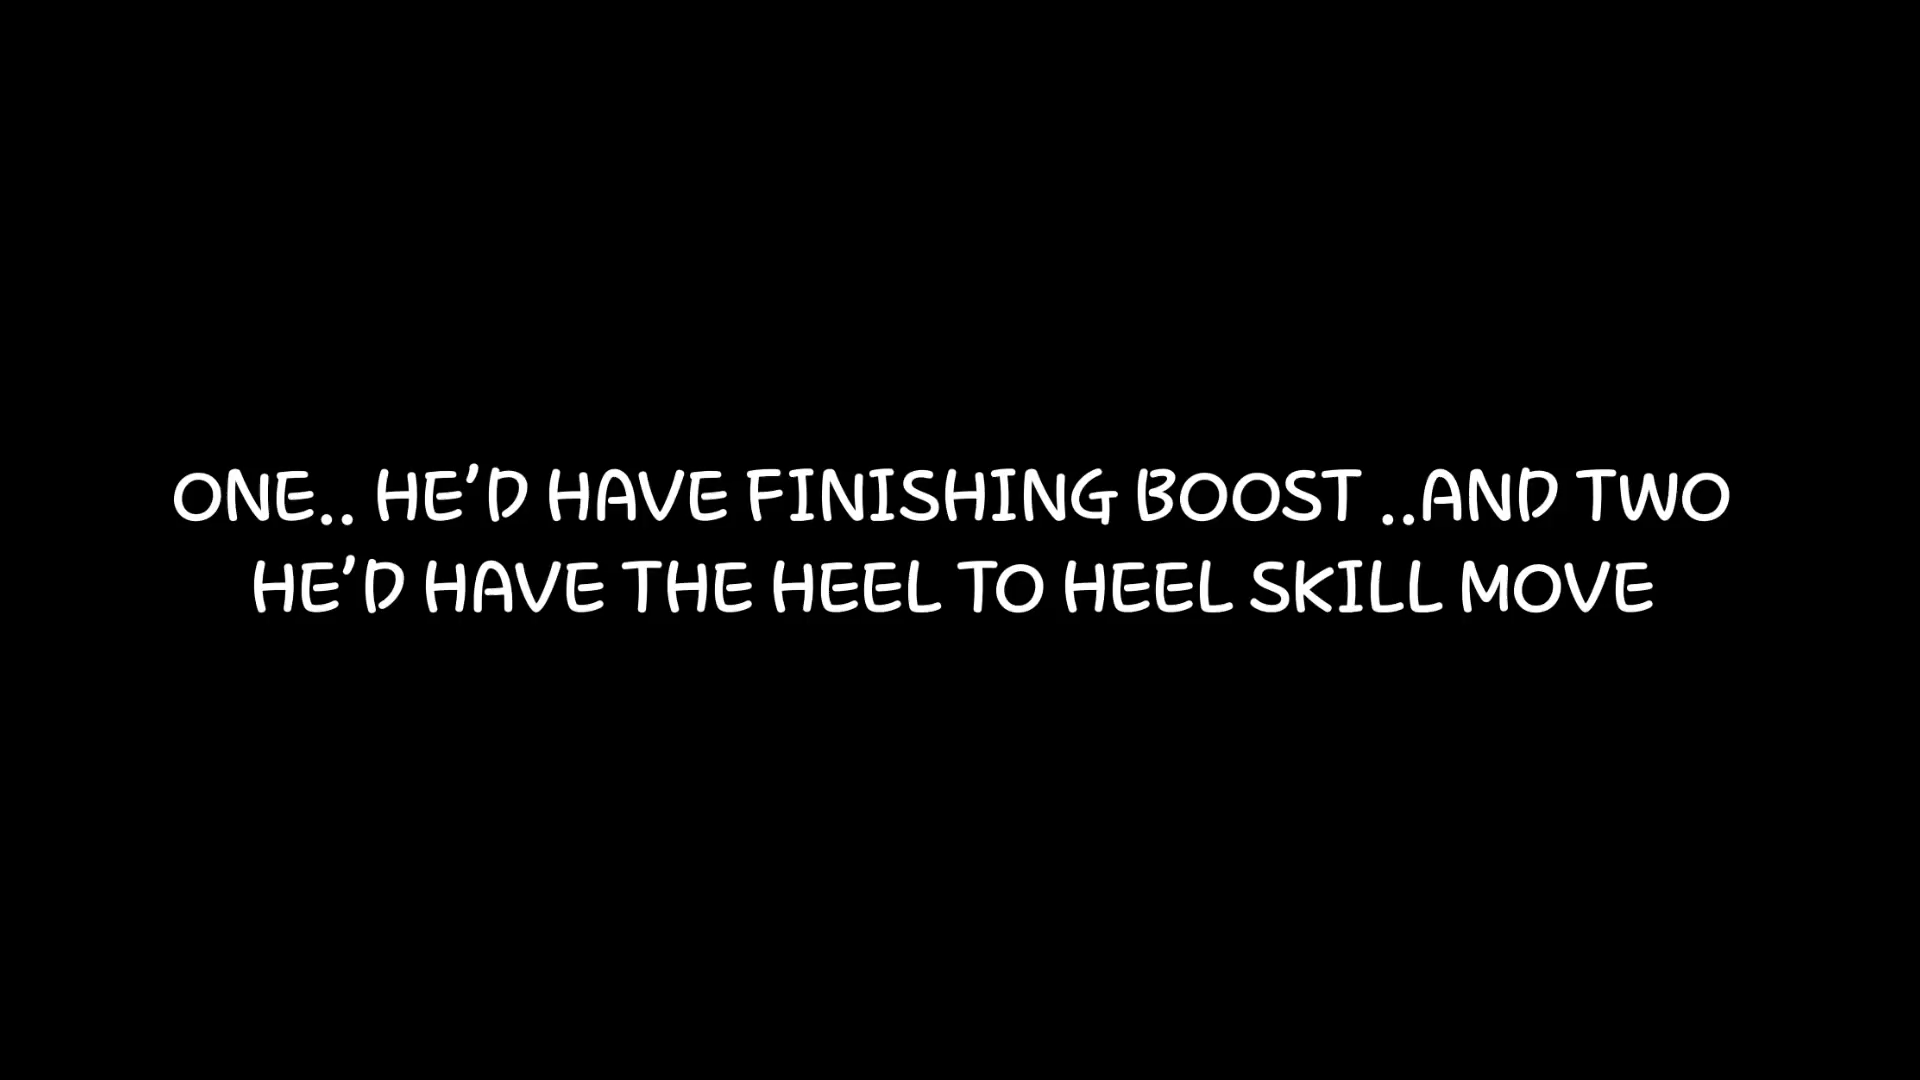 ONE.. HE'D HAVE FINISHING BOOST ..AND TWO
HE'D HAVE THE HEEL TO HEEL SKILL MOVE